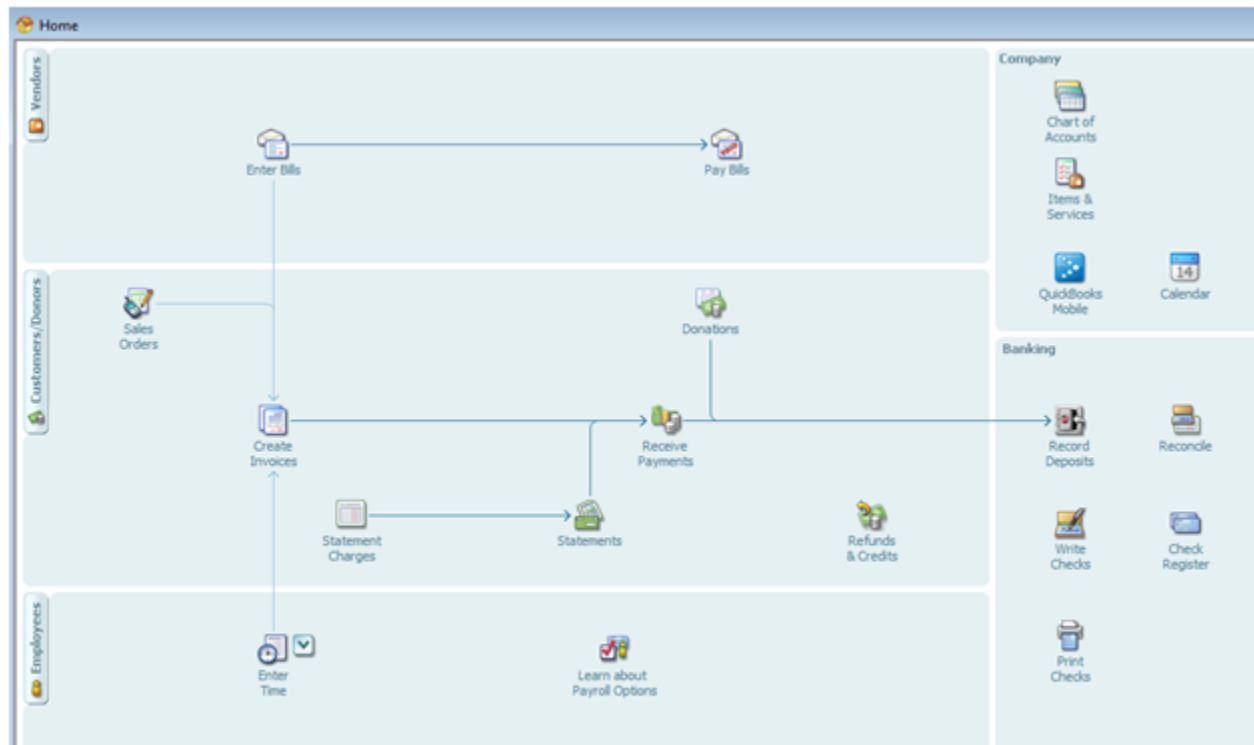 Home
Vendors
Enter Bills
Pay Bills
Customers/Donors
Sales
Orders
Donations
Create
Invoices
Receive
Payments
Statement
Charges
Statements
Refunds
& Credits
Employees
Enter
Time
Learn about
Payroll Options
Company
Chart of
Accounts
Items &
Services
QuickBooks
Mobile
14
Calendar
Banking
Record
Deposits
Reconcile
Write
Checks
Check
Register
Print
Checks